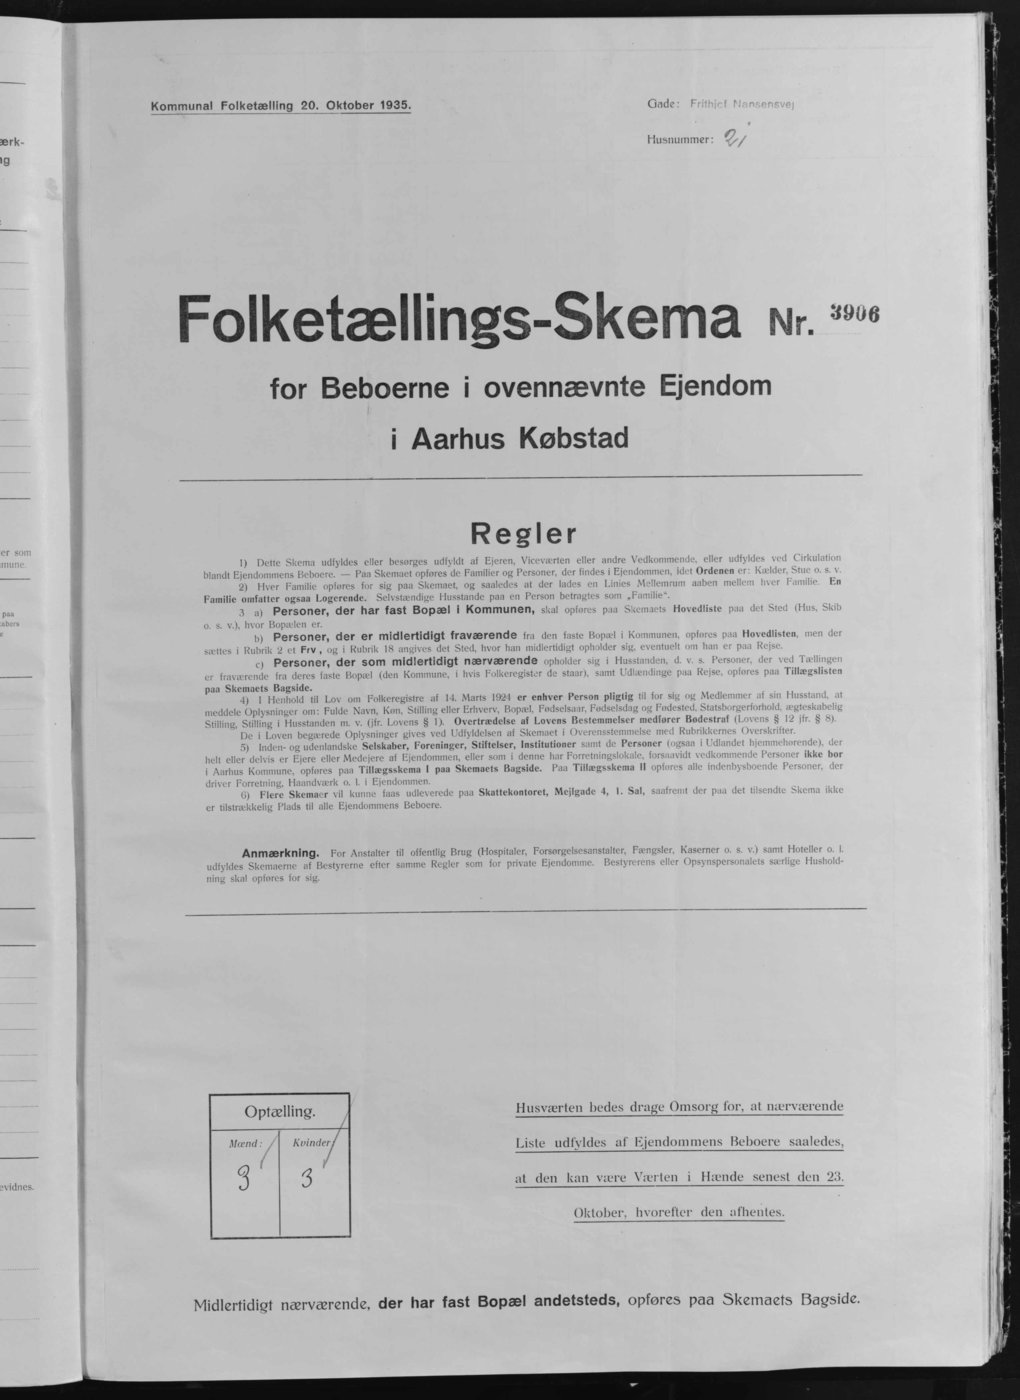 Kommunal Folketælling 20. Oktober 1935.
Gade: Frithjof Nansensvej
Husnummer: 21
Folketællings-Skema Nr. 3906
for Beboerne i ovennævnte Ejendom
i Aarhus Købstad
Regler
1) Dette Skema udfyldes eller besørges udfyldt af Ejeren, Viceværten eller andre Vedkommende, eller udfyldes ved Cirkulation
blandt Ejendommens Beboere. — Paa Skemaet opføres de Familier og Personer, der findes i Ejendommen, idet Ordenen er: Kælder, Stue o. s. v.
2) Hver Familie opføres for sig paa Skemaet, og saaledes at der lades en Linies Mellemrum aaben mellem hver Familie. En
Familie omfatter ogsaa Logerende. Selvstændige Husstande paa en Person betragtes som „Familie“.
3 a) Personer, der har fast Bopæl i Kommunen, skal opføres paa Skemaets Hovedliste paa det Sted (Hus, Skib
o. s. v.), hvor Bopælen er.
b) Personer, der er midlertidigt fraværende fra den faste Bopæl i Kommunen, opføres paa Hovedlisten, men der
sættes i Rubrik 2 et Frv., og i Rubrik 18 angives det Sted, hvor han midlertidigt opholder sig, eventuelt om han er paa Rejse.
c) Personer, der som midlertidigt nærværende opholder sig i Husstanden, d. v. s. Personer, der ved Tællingen
er fraværende fra deres faste Bopæl (den Kommune, i hvis Folkeregister de staar), samt Udlændinge paa Rejse, opføres paa Tillægslisten
paa Skemaets Bagside.
4) I Henhold til Lov om Folkeregistre af 14. Marts 1924 er enhver Person pligtig til for sig og Medlemmer af sin Husstand, at
meddele Oplysninger om: Fulde Navn, Køn, Stilling eller Erhverv, Bopæl, Fødselsaar, Fødselsdag og Fødested, Statsborgerforhold, ægteskabelig
Stilling, Stilling i Husstanden m. v. (jfr. Lovens § 1). Overtrædelse af Lovens Bestemmelser medfører Bødestraf (Lovens § 12 jfr. § 8).
De i Loven begærede Oplysninger gives ved Udfyldelsen af Skemaet i Overensstemmelse med Rubrikkernes Overskrifter.
5) Inden- og udenlandske Selskaber, Foreninger, Stiftelser, Institutioner samt de Personer (ogsaa i Udlandet hjemmehørende), der
helt eller delvis er Ejere eller Medejere af Ejendommen, eller som i denne har Forretningslokale, forsaavidt vedkommende Personer ikke bor
i Aarhus Kommune, opføres paa Tillægsskema I paa Skemaets Bagside. Paa Tillægsskema II opføres alle indenbysboende Personer, der
driver Forretning, Haandværk o. l. i Ejendommen.
6) Flere Skemaer vil kunne faas udleverede paa Skattekontoret, Mejlgade 4, 1. Sal, saafremt der paa det tilsendte Skema ikke
er tilstrækkelig Plads til alle Ejendommens Beboere.
Anmærkning. For Anstalter til offentlig Brug (Hospitaler, Forsørgelsesanstalter, Fængsler, Kaserner o. s. v.) samt Hoteller o. l.
udfyldes Skemaerne af Bestyrerne efter samme Regler som for private Ejendomme. Bestyrerens eller Opsynspersonalets særlige Hushold-
ning skal opføres for sig.
Optælling.
Mænd: Kvinder:
3 3
Husværten bedes drage Omsorg for, at nærværende
Liste udfyldes af Ejendommens Beboere saaledes,
at den kan være Værten i Hænde senest den 23.
Oktober, hvorefter den afhentes.
Midlertidigt nærværende, der har fast Bopæl andetsteds, opføres paa Skemaets Bagside.